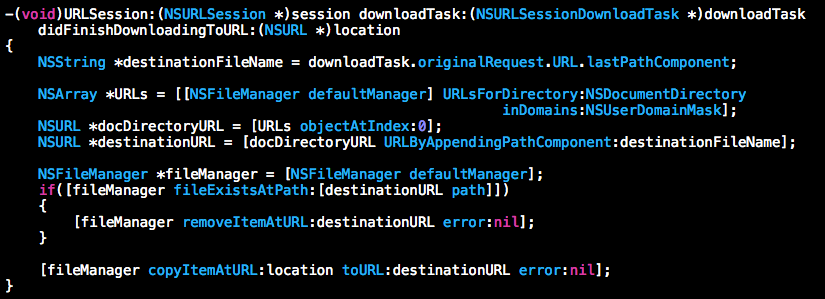 -(void)URLSession:(NSURLSession *)session downloadTask:(NSURLSessionDownloadTask *)downloadTask
didFinishDownloadingToURL:(NSURL *)location
{
NSString *destinationFileName = downloadTask.originalRequest.URL.lastPathComponent;
NSArray *URLs = [[NSFileManager defaultManager] URLsForDirectory:NSDocumentDirectory
inDomains:NSUserDomainMask];
NSURL *docDirectoryURL = [URLs objectAtIndex:0];
NSURL *destinationURL = [docDirectoryURL URLByAppendingPathComponent:destinationFileName];
NSFileManager *fileManager = [NSFileManager defaultManager];
if([fileManager fileExistsAtPath:[destinationURL path]])
{
[fileManager removeItemAtURL:destinationURL error:nil];
}
[fileManager copyItemAtURL:location toURL:destinationURL error:nil];
}